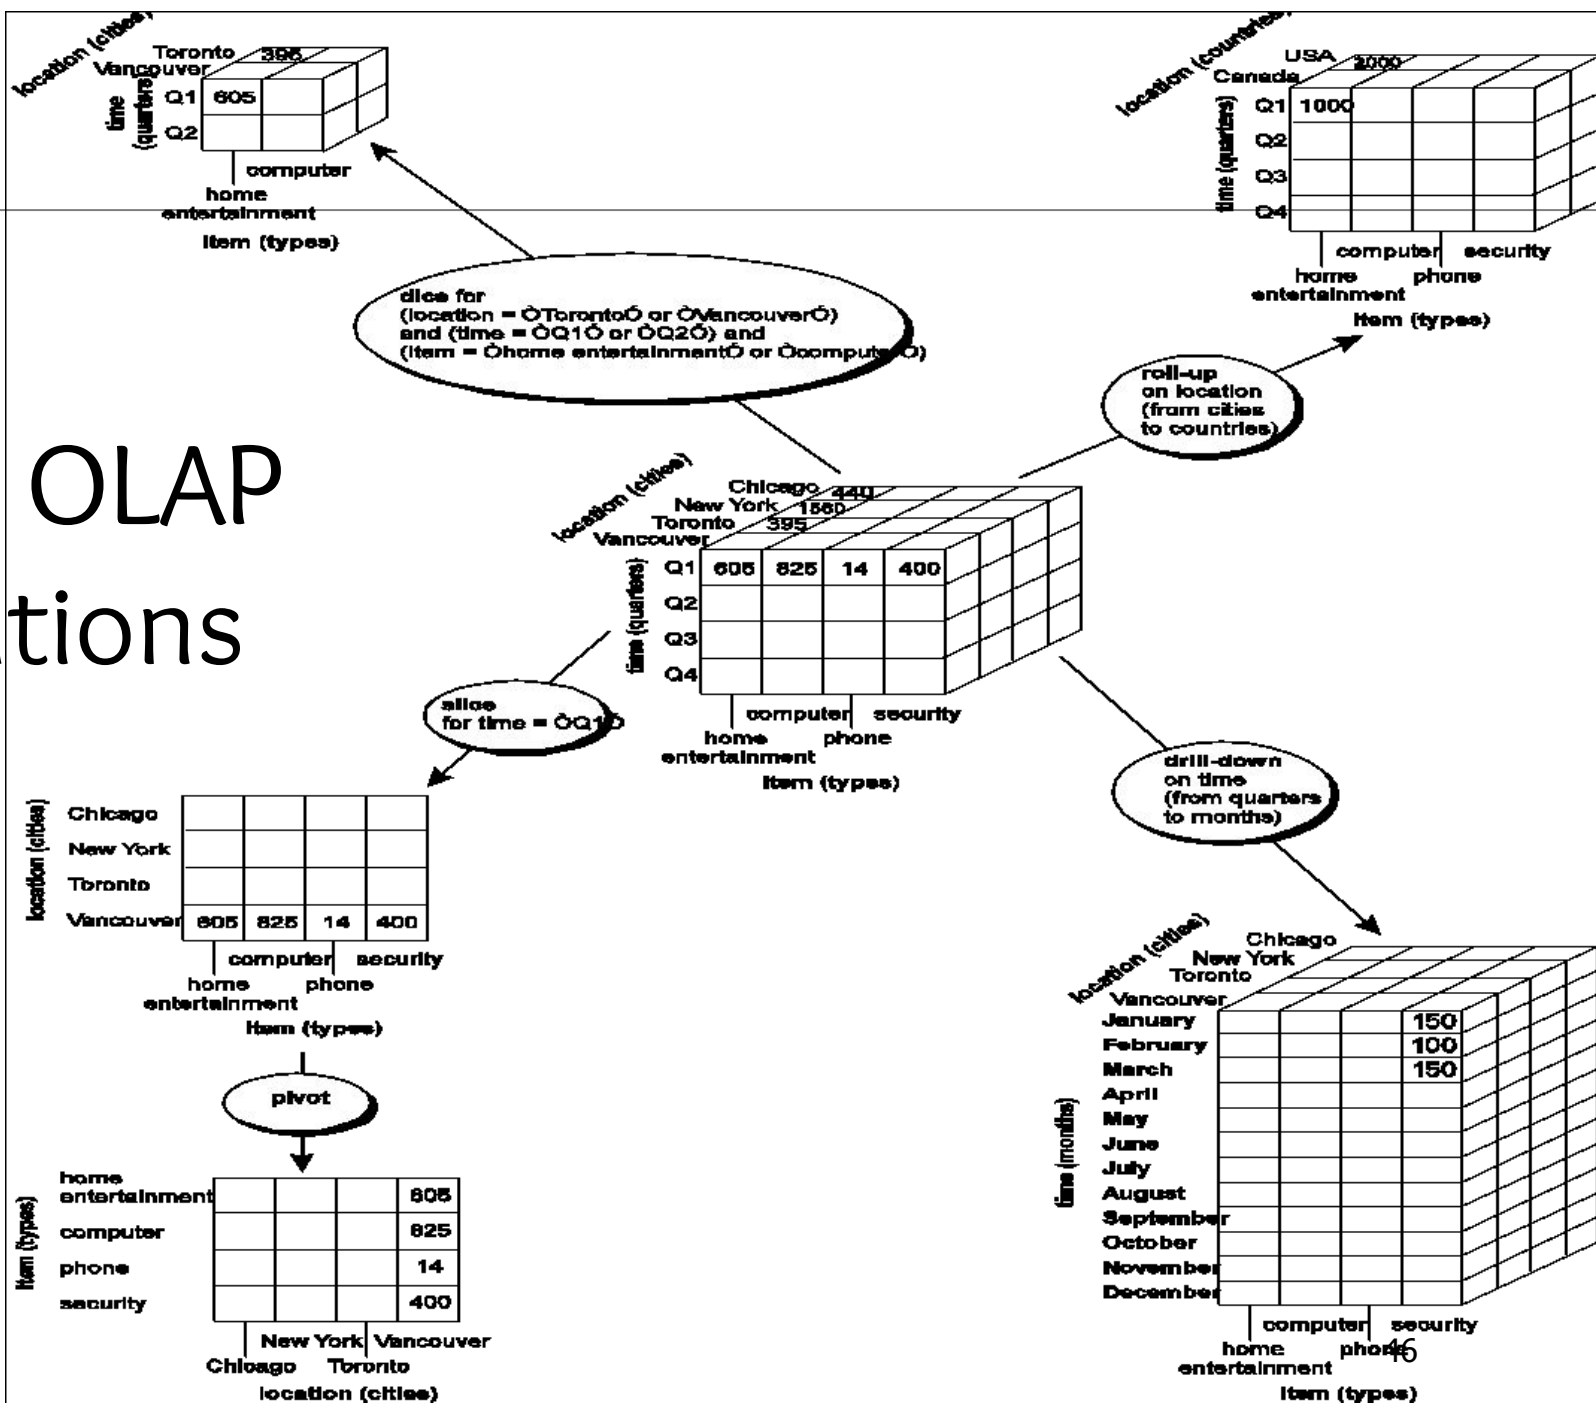 location (cities)
Toronto 395
Vancouver
time (quarters)
Q1 605
Q2
computer
home
entertainment
item (types)
location (countries)
USA 2000
Canada
time (quarters)
Q1 1000
Q2
Q3
Q4
computer security
home phone
entertainment
item (types)
dice for
(location = ÒTorontoÓ or ÒVancouverÓ)
and (time = ÒQ1Ó or ÒQ2Ó) and
(item = Òhome entertainmentÓ or ÒcomputerÓ)
roll-up
on location
(from cities
to countries)
OLAP
tions
location (cities)
Chicago 440
New York 1560
Toronto 395
Vancouver
time (quarters)
Q1 605 825 14 400
Q2
Q3
Q4
computer security
home phone
entertainment
item (types)
slice
for time = ÒQ1Ó
drill-down
on time
(from quarters
to months)
location (cities)
Chicago
New York
Toronto
Vancouver 605 825 14 400
computer security
home phone
entertainment
item (types)
pivot
item (types)
home
entertainment 605
computer 825
phone 14
security 400
New York Vancouver
Chicago Toronto
location (cities)
location (cities)
Chicago
New York
Toronto
Vancouver
time (months)
January 150
February 100
March 150
April
May
June
July
August
September
October
November
December
computer security
home phone
entertainment
item (types)
46